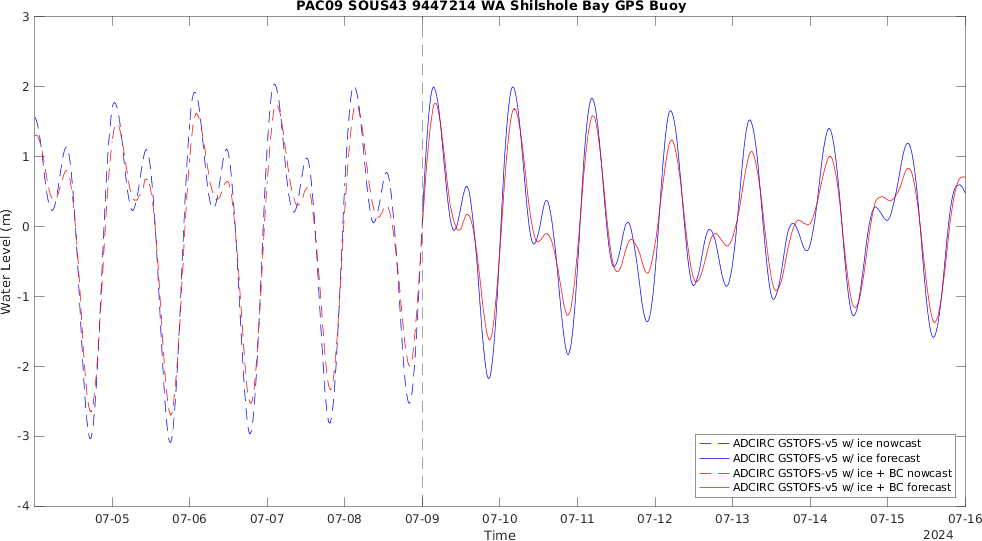 PAC09 SOUS43 9447214 WA Shilshole Bay GPS Buoy
3
2
1
0
-1
-2
-3
-4
Water Level (m)
ADCIRC GSTOFS-v5 w/ ice nowcast
ADCIRC GSTOFS-v5 w/ ice forecast
ADCIRC GSTOFS-v5 w/ ice + BC nowcast
ADCIRC GSTOFS-v5 w/ ice + BC forecast
07-05 07-06 07-07 07-08 07-09 07-10 07-11 07-12 07-13 07-14 07-15 07-16
Time
2024